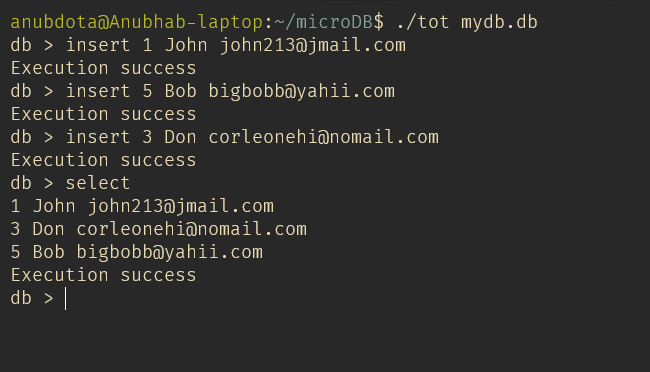 anubdota@Anubhab-laptop:~/microDB$ ./tot mydb.db
db > insert 1 John john213@jmail.com
Execution success
db > insert 5 Bob bigbobb@yahii.com
Execution success
db > insert 3 Don corleonehi@nomail.com
Execution success
db > select
1 John john213@jmail.com
3 Don corleonehi@nomail.com
5 Bob bigbobb@yahii.com
Execution success
db >